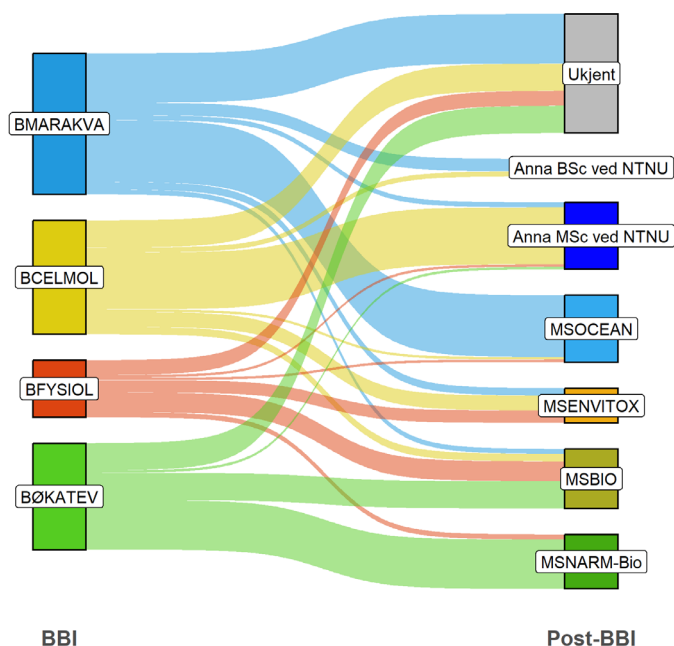 BMARAKVA
BCELMOL
BFYSIOL
BØKATEV
Ukjent
Anna BSc ved NTNU
Anna MSc ved NTNU
MSOCEAN
MSENVITOX
MSBIO
MSNARM-Bio
BBI
Post-BBI